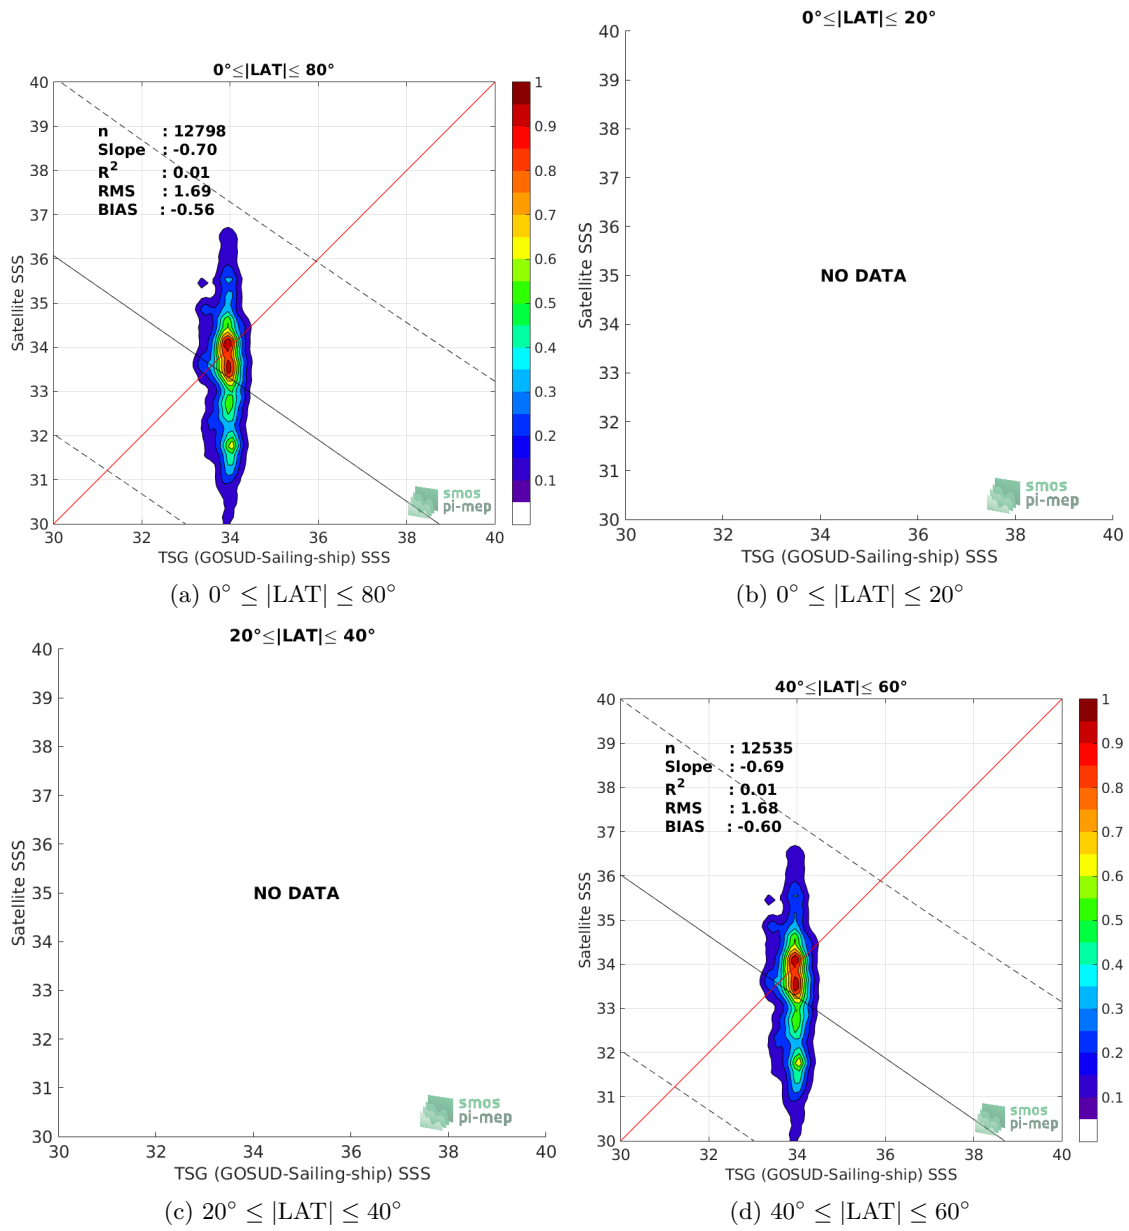 0°≤|LAT|≤ 80°
40
39
38
37
36
35
34
33
32
31
30
Satellite SSS
n : 12798
Slope : -0.70
R2 : 0.01
RMS : 1.69
BIAS : -0.56
1
0.9
0.8
0.7
0.6
0.5
0.4
0.3
0.2
0.1
smos
pi-mep
30 32 34 36 38 40
TSG (GOSUD-Sailing-ship) SSS
(a) 0° ≤ |LAT| ≤ 80°
0°≤|LAT|≤ 20°
40
39
38
37
36
35
34
33
32
31
30
Satellite SSS
NO DATA
smos
pi-mep
30 32 34 36 38 40
TSG (GOSUD-Sailing-ship) SSS
(b) 0° ≤ |LAT| ≤ 20°
20°≤|LAT|≤ 40°
40
39
38
37
36
35
34
33
32
31
30
Satellite SSS
NO DATA
smos
pi-mep
30 32 34 36 38 40
TSG (GOSUD-Sailing-ship) SSS
(c) 20° ≤ |LAT| ≤ 40°
40°≤|LAT|≤ 60°
40
39
38
37
36
35
34
33
32
31
30
Satellite SSS
n : 12535
Slope : -0.69
R2 : 0.01
RMS : 1.68
BIAS : -0.60
1
0.9
0.8
0.7
0.6
0.5
0.4
0.3
0.2
0.1
smos
pi-mep
30 32 34 36 38 40
TSG (GOSUD-Sailing-ship) SSS
(d) 40° ≤ |LAT| ≤ 60°